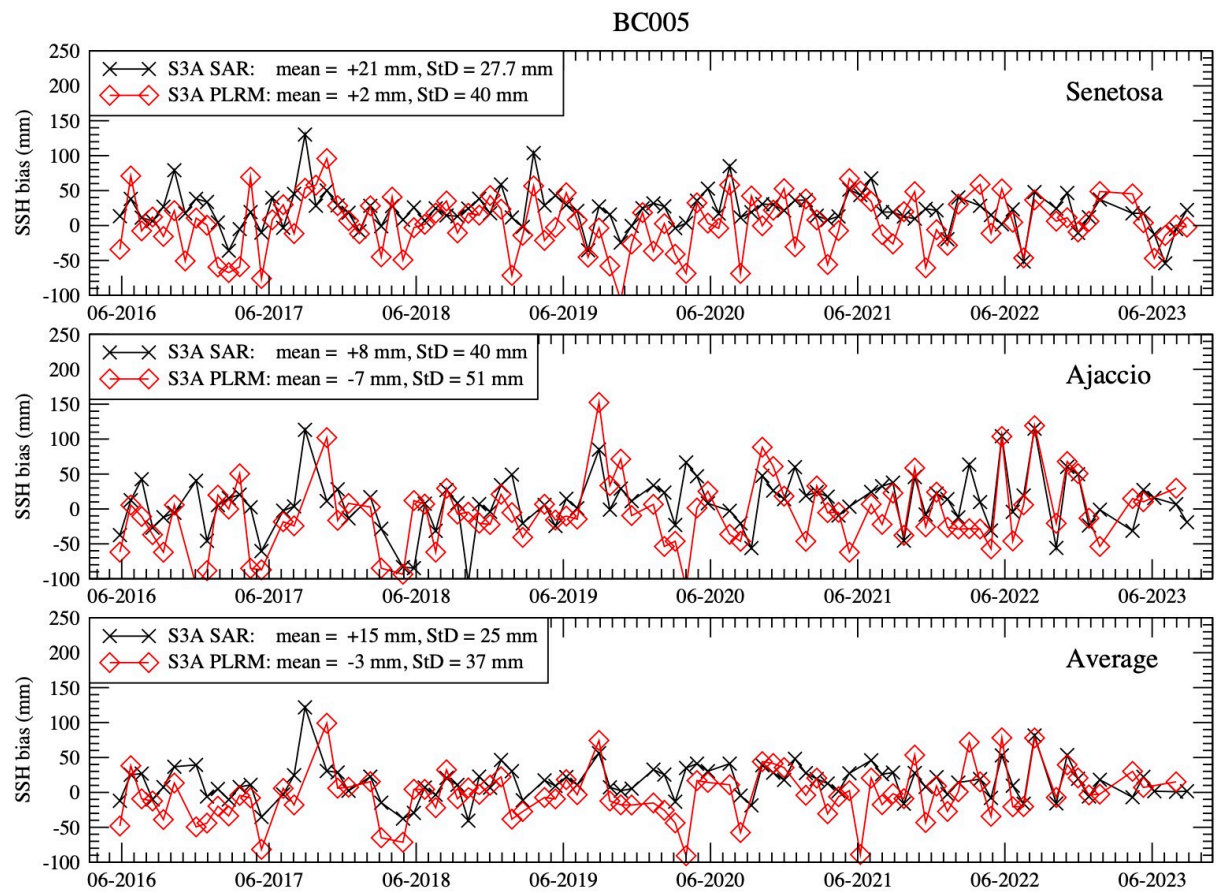 BC005
250
200
150
100
50
0
-50
-100
SSH bias (mm)
S3A SAR: mean = +21 mm, StD = 27.7 mm
S3A PLRM: mean = +2 mm, StD = 40 mm
Senetosa
06-2016 06-2017 06-2018 06-2019 06-2020 06-2021 06-2022 06-2023
250
200
150
100
50
0
-50
-100
SSH bias (mm)
S3A SAR: mean = +8 mm, StD = 40 mm
S3A PLRM: mean = -7 mm, StD = 51 mm
Ajaccio
06-2016 06-2017 06-2018 06-2019 06-2020 06-2021 06-2022 06-2023
250
200
150
100
50
0
-50
-100
SSH bias (mm)
S3A SAR: mean = +15 mm, StD = 25 mm
S3A PLRM: mean = -3 mm, StD = 37 mm
Average
06-2016 06-2017 06-2018 06-2019 06-2020 06-2021 06-2022 06-2023